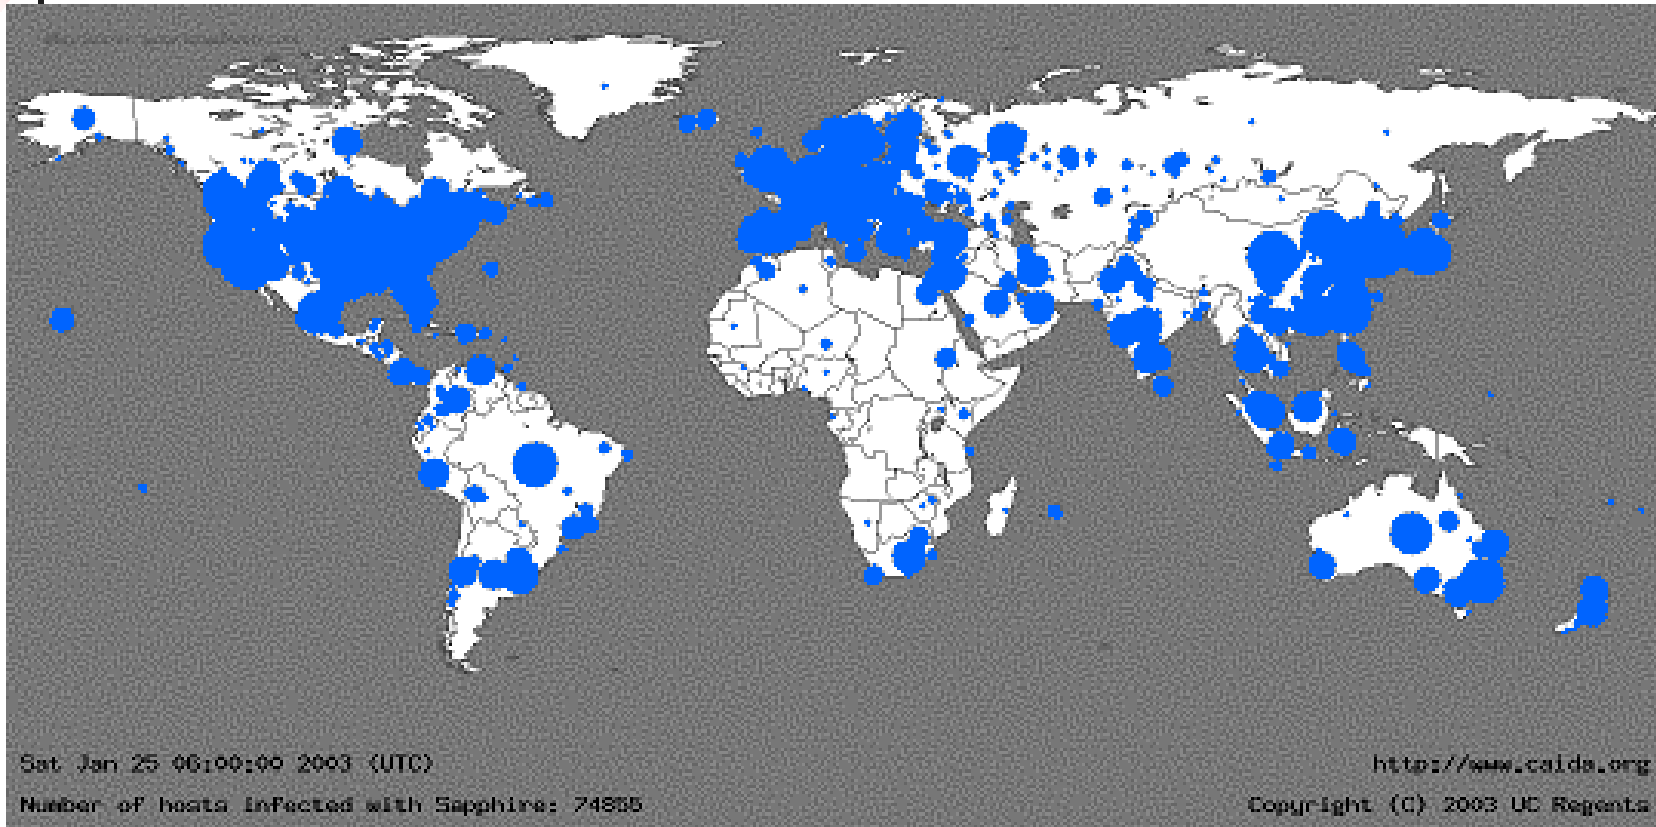 Sat Jan 25 06:00:00 2003 (UTC)
http://www.caida.org
Number of hosts infected with Sapphire: 74855
Copyright (C) 2003 UC Regents